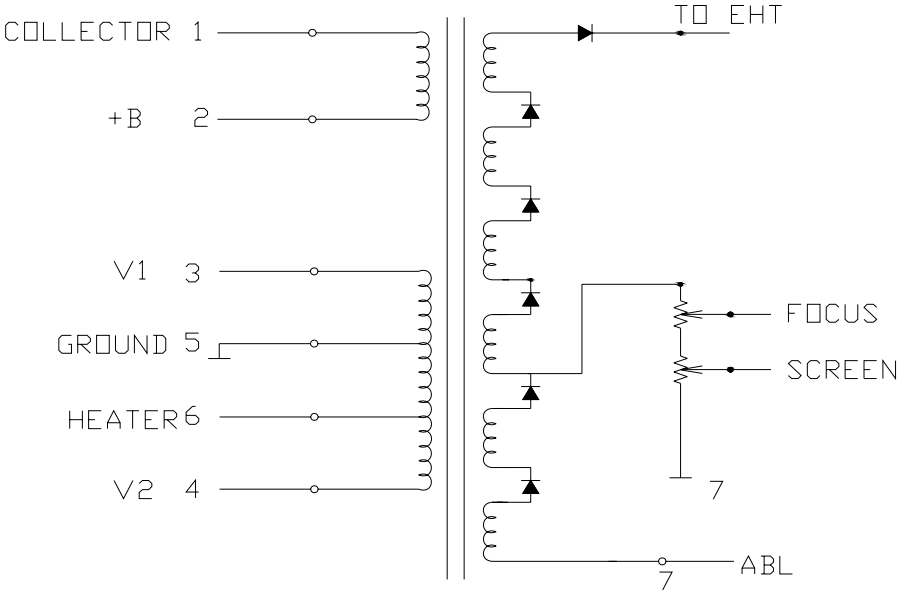 TO EHT
COLLECTOR 1
+B 2
V1 3
GROUND 5
FOCUS
SCREEN
HEATER 6
V2 4
7
ABL
7